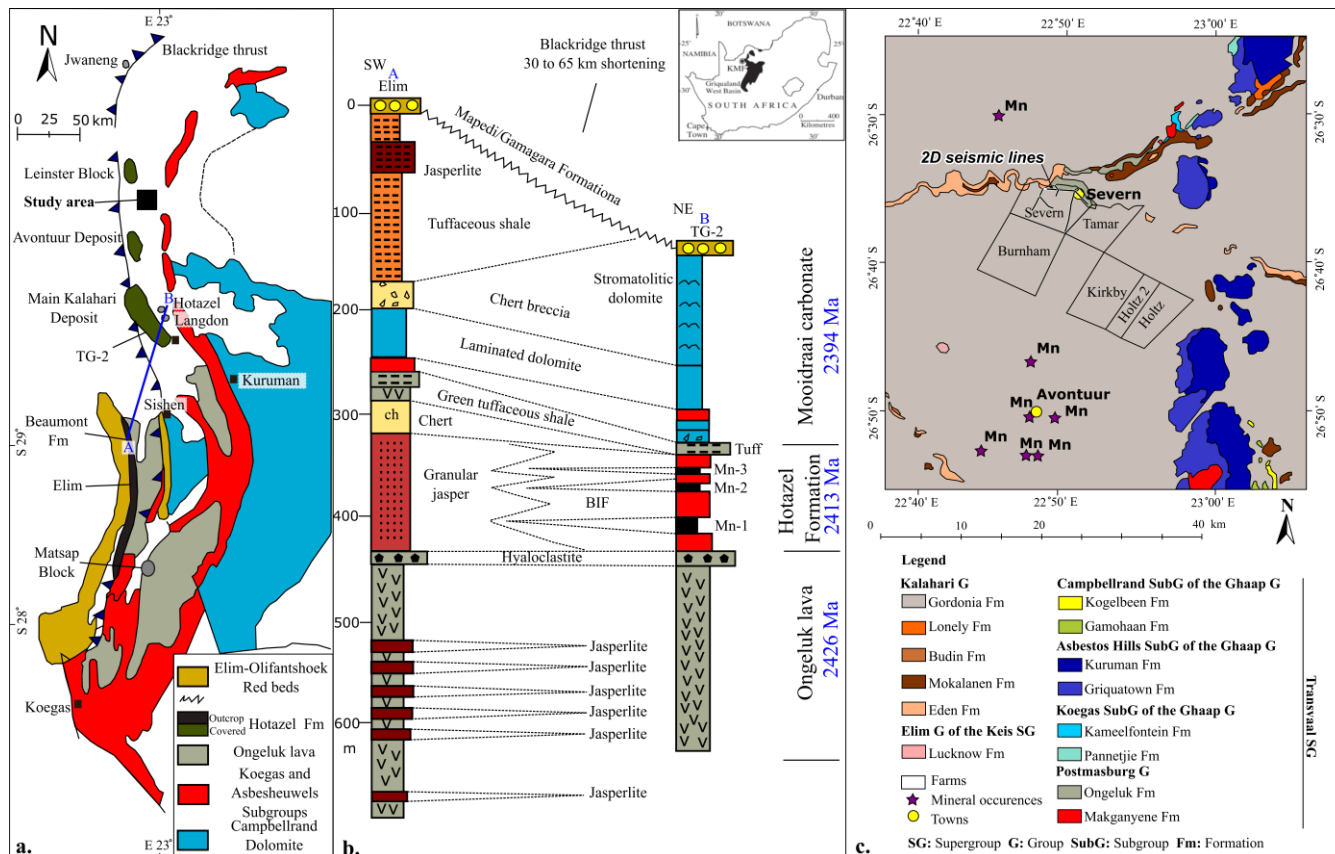 E 23°
N
Jwaneng
Blackridge thrust
0 25 50 km
Leinster Block
Study area
Avontuur Deposit
Main Kalahari
Deposit
B
Hotazel
Langdon
TG-2
Kuruman
Sishen
Beaumont
Fm
A
S 29°
Elim
Matsap
Block
S 28°
Koegas
Elim-Olifantshoek
Red beds
Outcrop
Covered
Hotazel Fm
Ongeluk lava
Koegas and
Asbesheuwels
Subgroups
Campbellrand
Dolomite
E 23°
a.
SW
A
Elim
Blackridge thrust
30 to 65 km shortening
0
100
200
300
400
500
600
m
Mapedi/Gamagara Formationa
Jasperlite
Tuffaceous shale
NE
B
TG-2
Stromatolitic
dolomite
Chert breccia
Laminated dolomite
Green tuffaceous shale
ch
Chert
Tuff
Granular
jasper
BIF
Mn-3
Mn-2
Mn-1
Hyaloclastite
Jasperlite
Jasperlite
Jasperlite
Jasperlite
Jasperlite
Jasperlite
Mooidraai carbonate
2394 Ma
Hotazel
Formation
2413 Ma
Ongeluk lava
2426 Ma
b.
20
25
BOTSWANA
-25
25
NAMIBIA
KMF
Griqualand
West Basin
-30
30
SOUTH AFRICA
Durban
0 400
Kilometres
Cape
Town
20
30
22°40' E
22°50' E
23°00' E
26°30' S
26°40' S
26°50' S
26°30' S
26°40' S
26°50' S
Mn
2D seismic lines
Severn
Severn
Tamar
Burnham
Kirkby
Holtz 2
Holtz
Mn
Avontuur
Mn
Mn
Mn
Mn
Mn
22°40' E
22°50' E
23°00' E
N
0 10 20 40 km
Legend
Kalahari G
Gordonia Fm
Lonely Fm
Budin Fm
Mokalanen Fm
Eden Fm
Elim G of the Keis SG
Lucknow Fm
Farms
Mineral occurences
Towns
Campbellrand SubG of the Ghaap G
Kogelbeen Fm
Gamohaan Fm
Asbestos Hills SubG of the Ghaap G
Kuruman Fm
Griquatown Fm
Koegas SubG of the Ghaap G
Kameelfontein Fm
Pannetjie Fm
Postmasburg G
Ongeluk Fm
Makganyene Fm
Transvaal SG
SG: Supergroup G: Group SubG: Subgroup Fm: Formation
c.